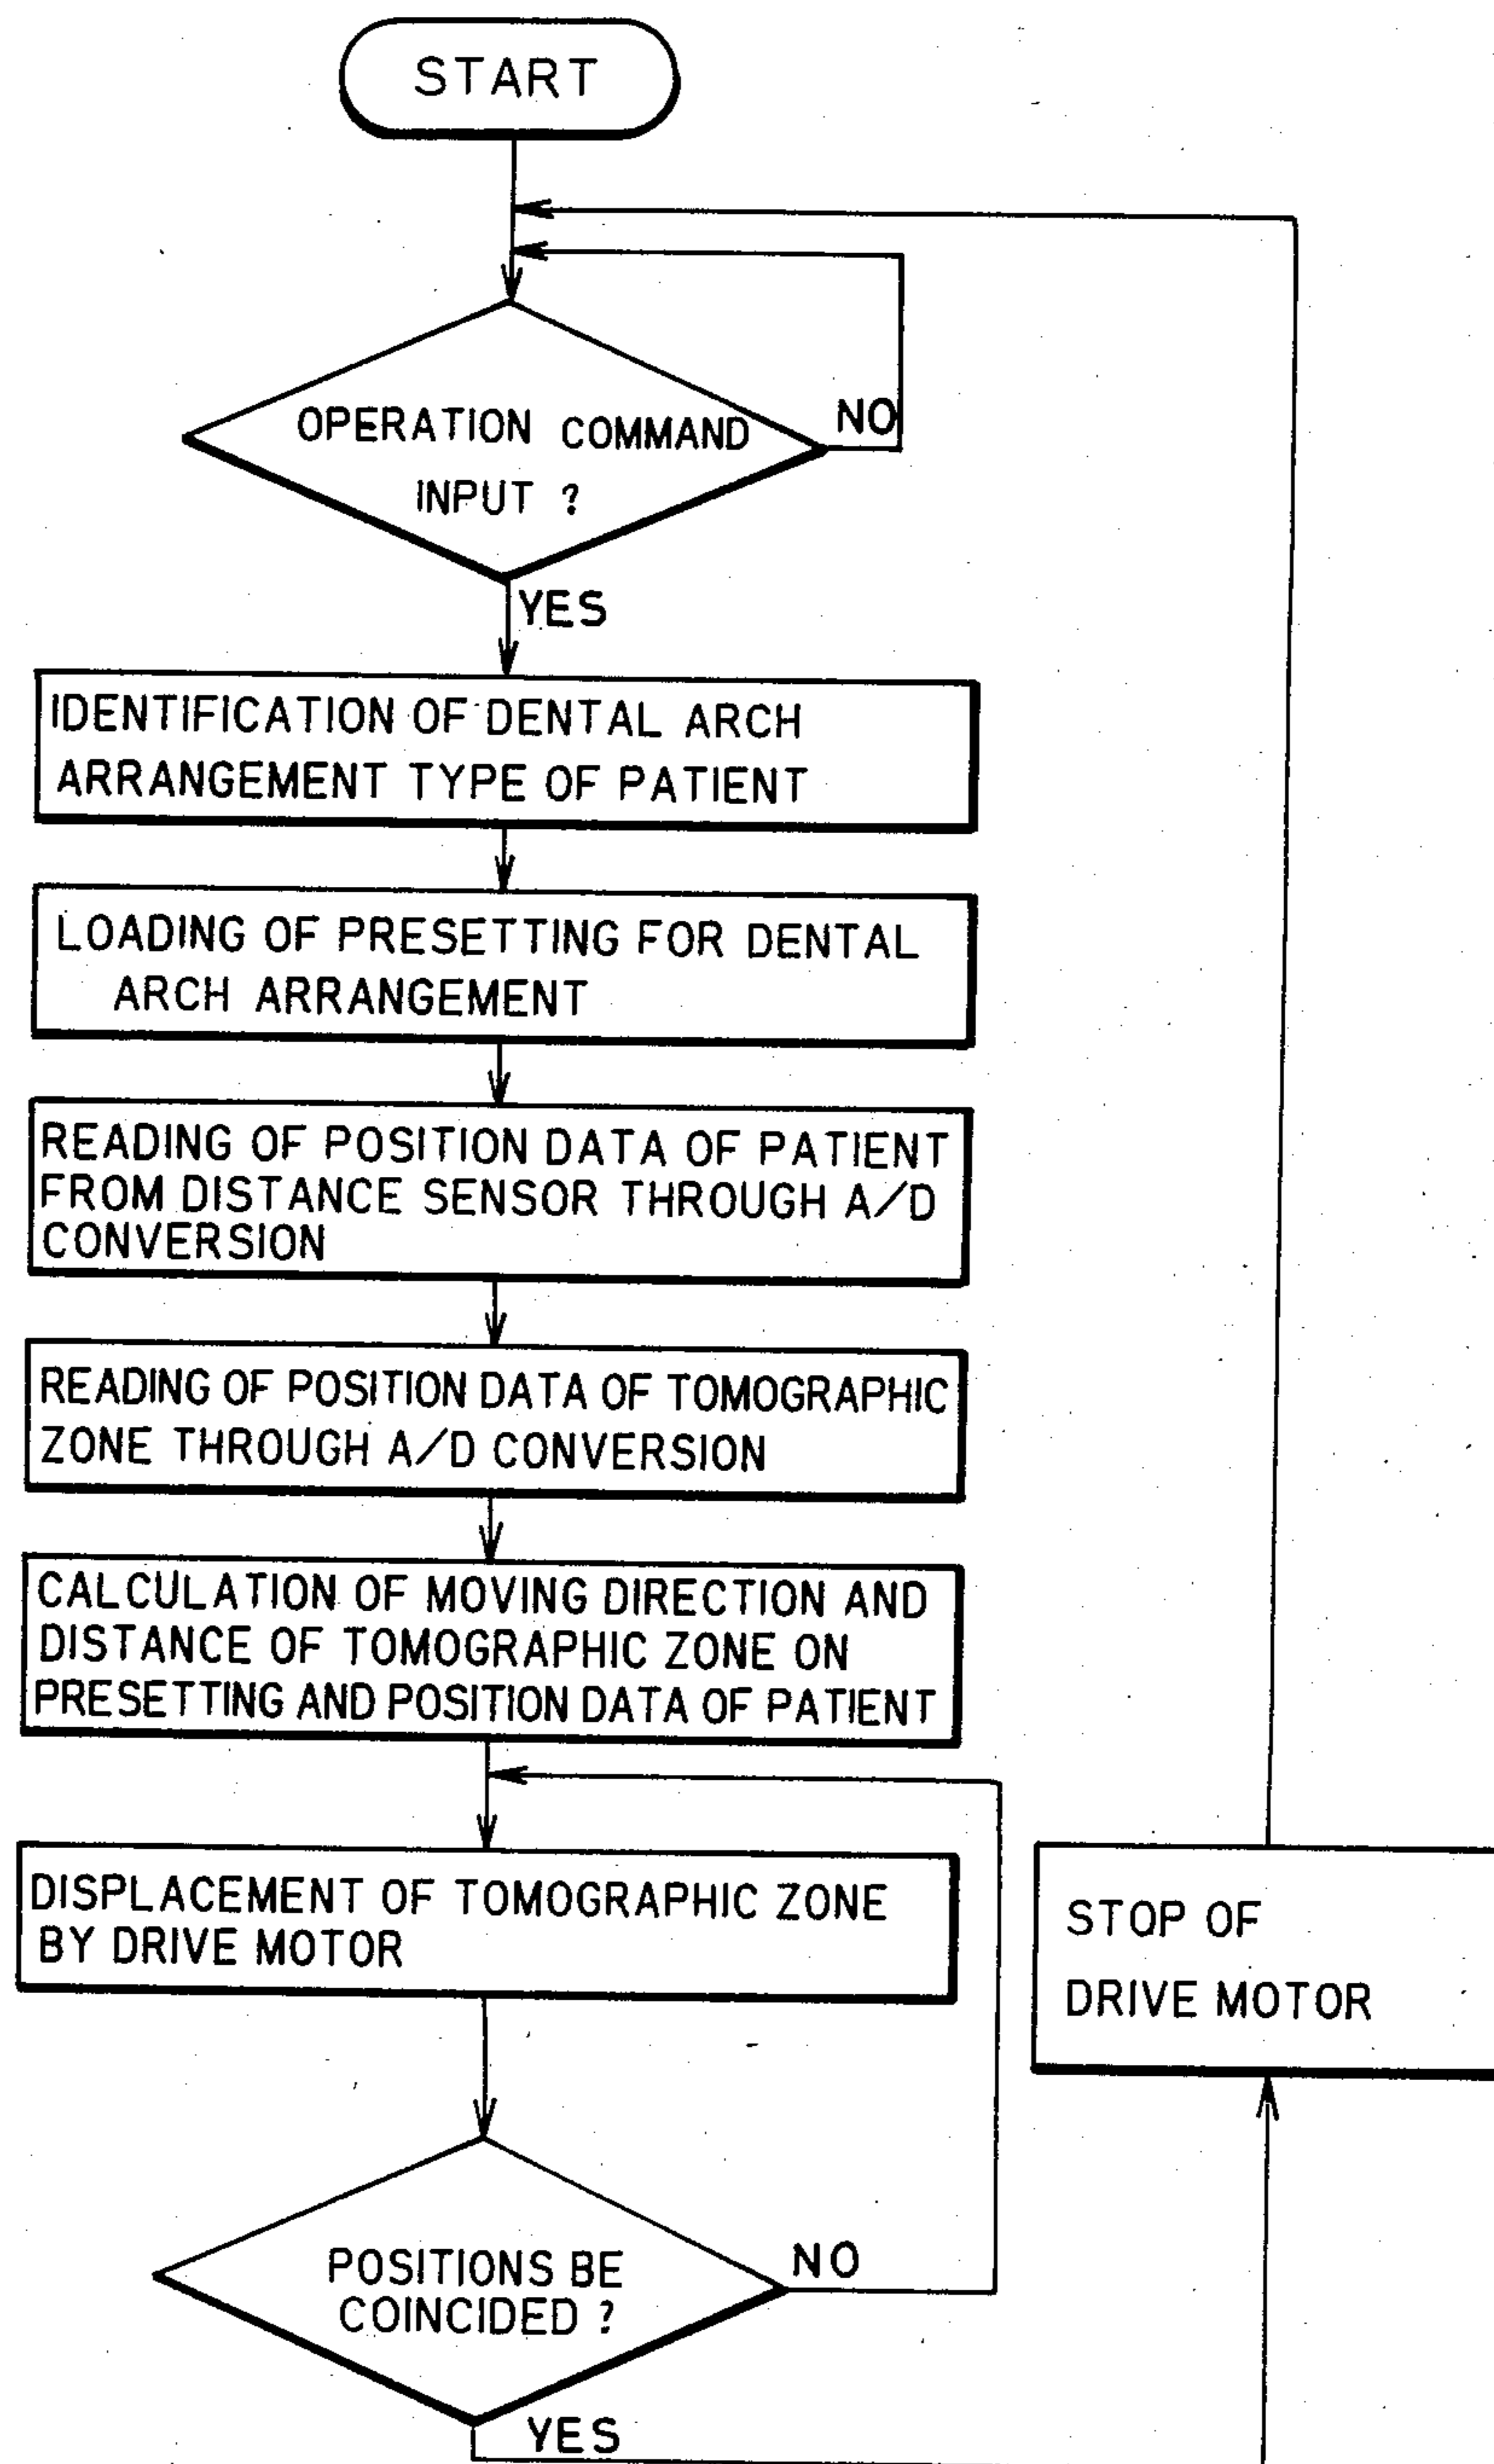 START
OPERATION COMMAND
INPUT ?
NO
YES
IDENTIFICATION OF DENTAL ARCH
ARRANGEMENT TYPE OF PATIENT
LOADING OF PRESETTING FOR DENTAL
ARCH ARRANGEMENT
READING OF POSITION DATA OF PATIENT
FROM DISTANCE SENSOR THROUGH A/D
CONVERSION
READING OF POSITION DATA OF TOMOGRAPHIC
ZONE THROUGH A/D CONVERSION
CALCULATION OF MOVING DIRECTION AND
DISTANCE OF TOMOGRAPHIC ZONE ON
PRESETTING AND POSITION DATA OF PATIENT
DISPLACEMENT OF TOMOGRAPHIC ZONE
BY DRIVE MOTOR
STOP OF
DRIVE MOTOR
POSITIONS BE
COINCIDED ?
NO
YES